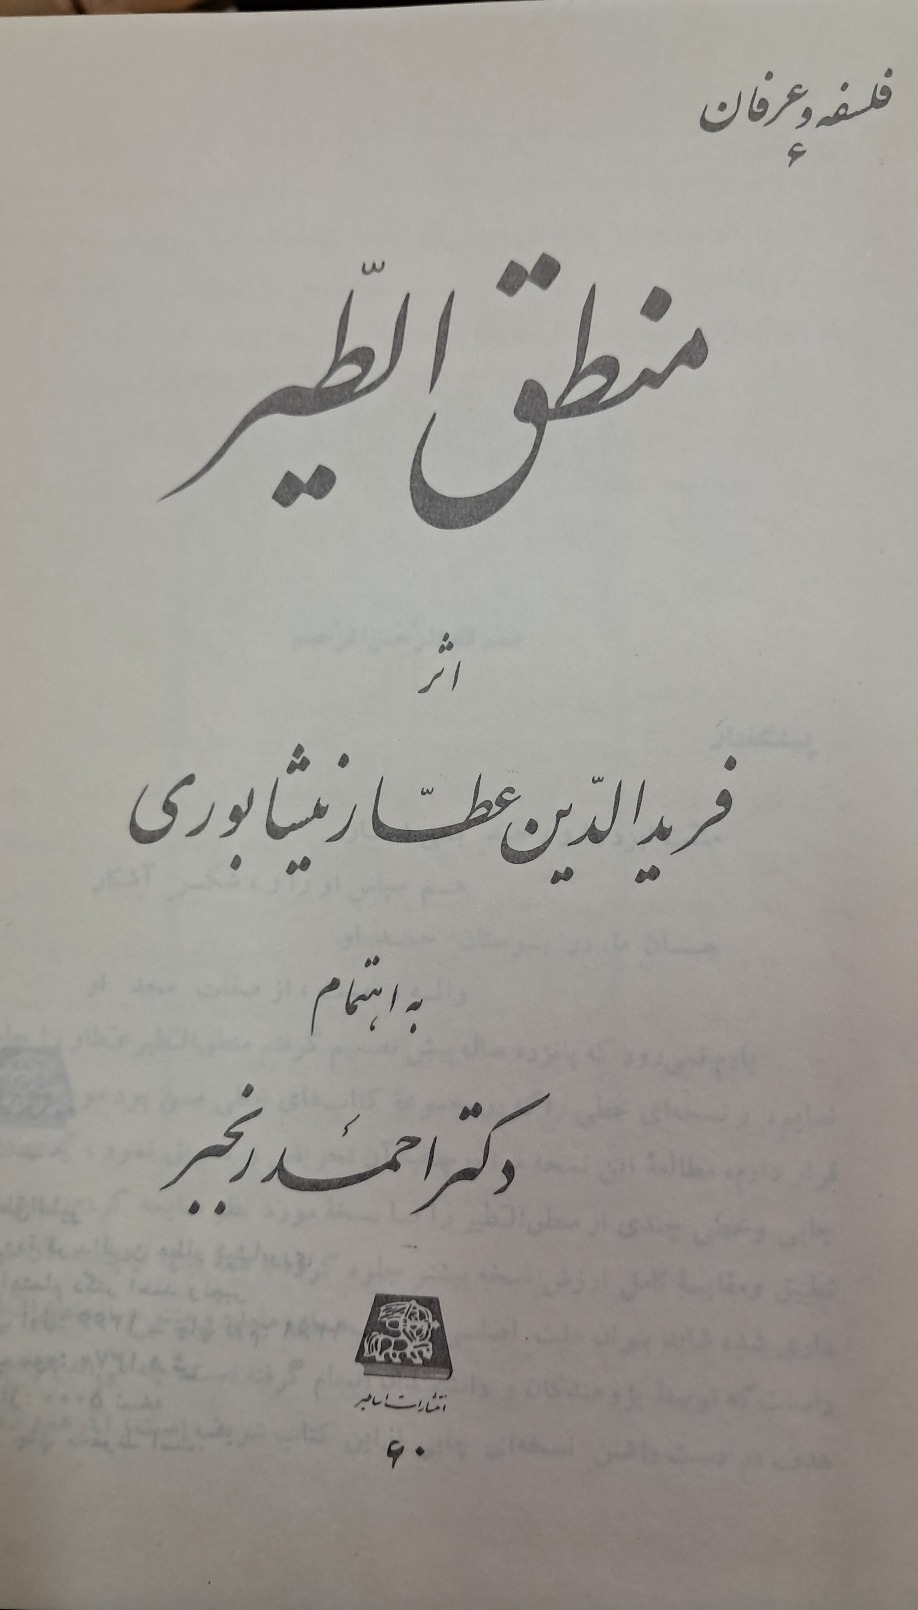 فلسفه و عرفان
۶
منطق الطّیر
اثر
فریدالدّین عطّار نیشابوری
به اهتمام
دکتر احمد رنجبر
انتشارات اساطیر
۶۰